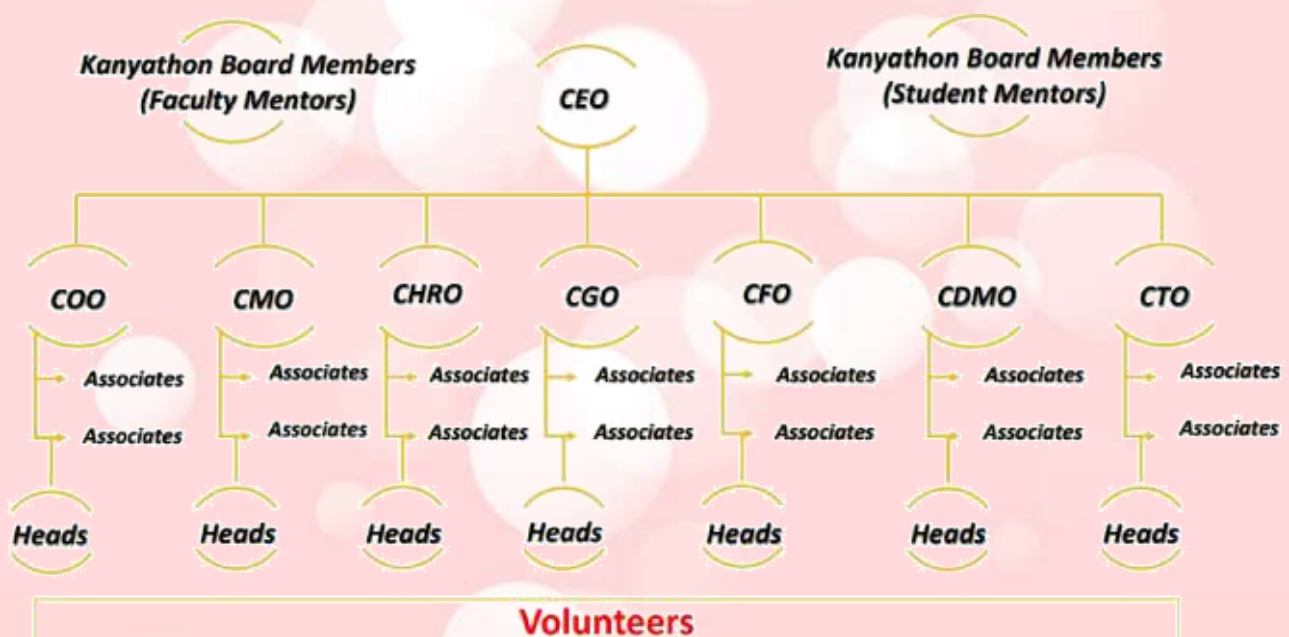 Kanyathon Board Members
(Faculty Mentors)
CEO
Kanyathon Board Members
(Student Mentors)
COO
CMO
CHRO
CGO
CFO
CDMO
CTO
Associates
Associates
Associates
Associates
Associates
Associates
Associates
Associates
Associates
Associates
Associates
Associates
Associates
Associates
Heads
Heads
Heads
Heads
Heads
Heads
Heads
Volunteers